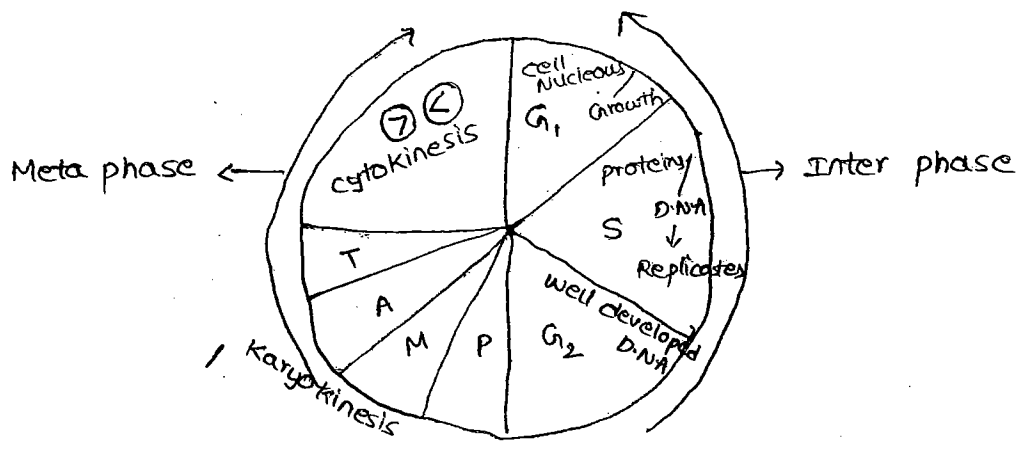 cell
Nucleous/
Growth
G1
cytokinesis
Meta phase
Inter phase
proteins/
D.N.A
S
Replicates
T
A
M
P
G2
well developed
D.N.A
Karyokinesis